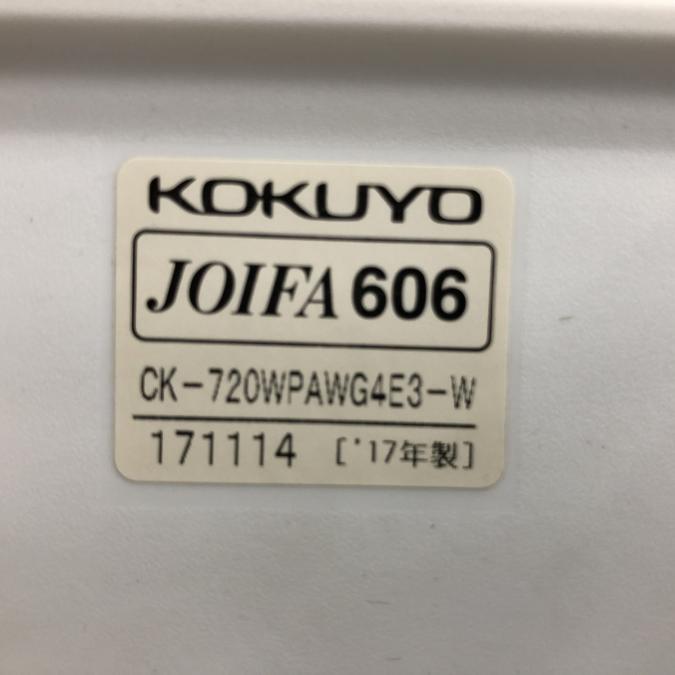 KOKUYO
JOIFA 606
CK-720WPAWG4E3-W
171114 ['17年製]